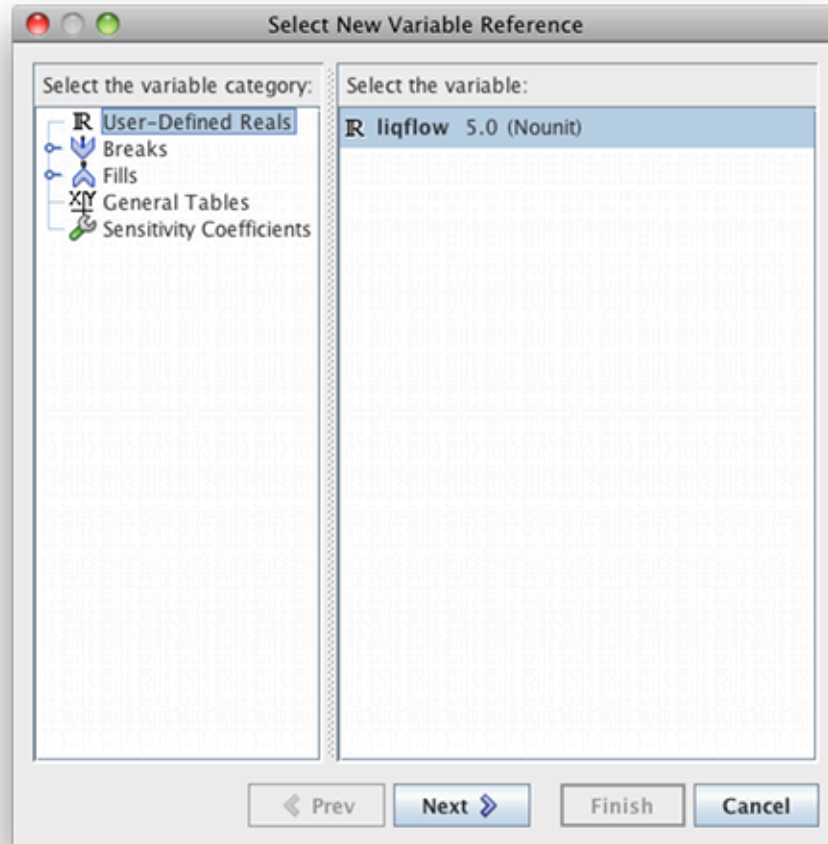 Select New Variable Reference
Select the variable category:
ℝ User-Defined Reals
Breaks
Fills
XY General Tables
Sensitivity Coefficients
Select the variable:
ℝ liqflow 5.0 (Nounit)
Prev
Next
Finish
Cancel